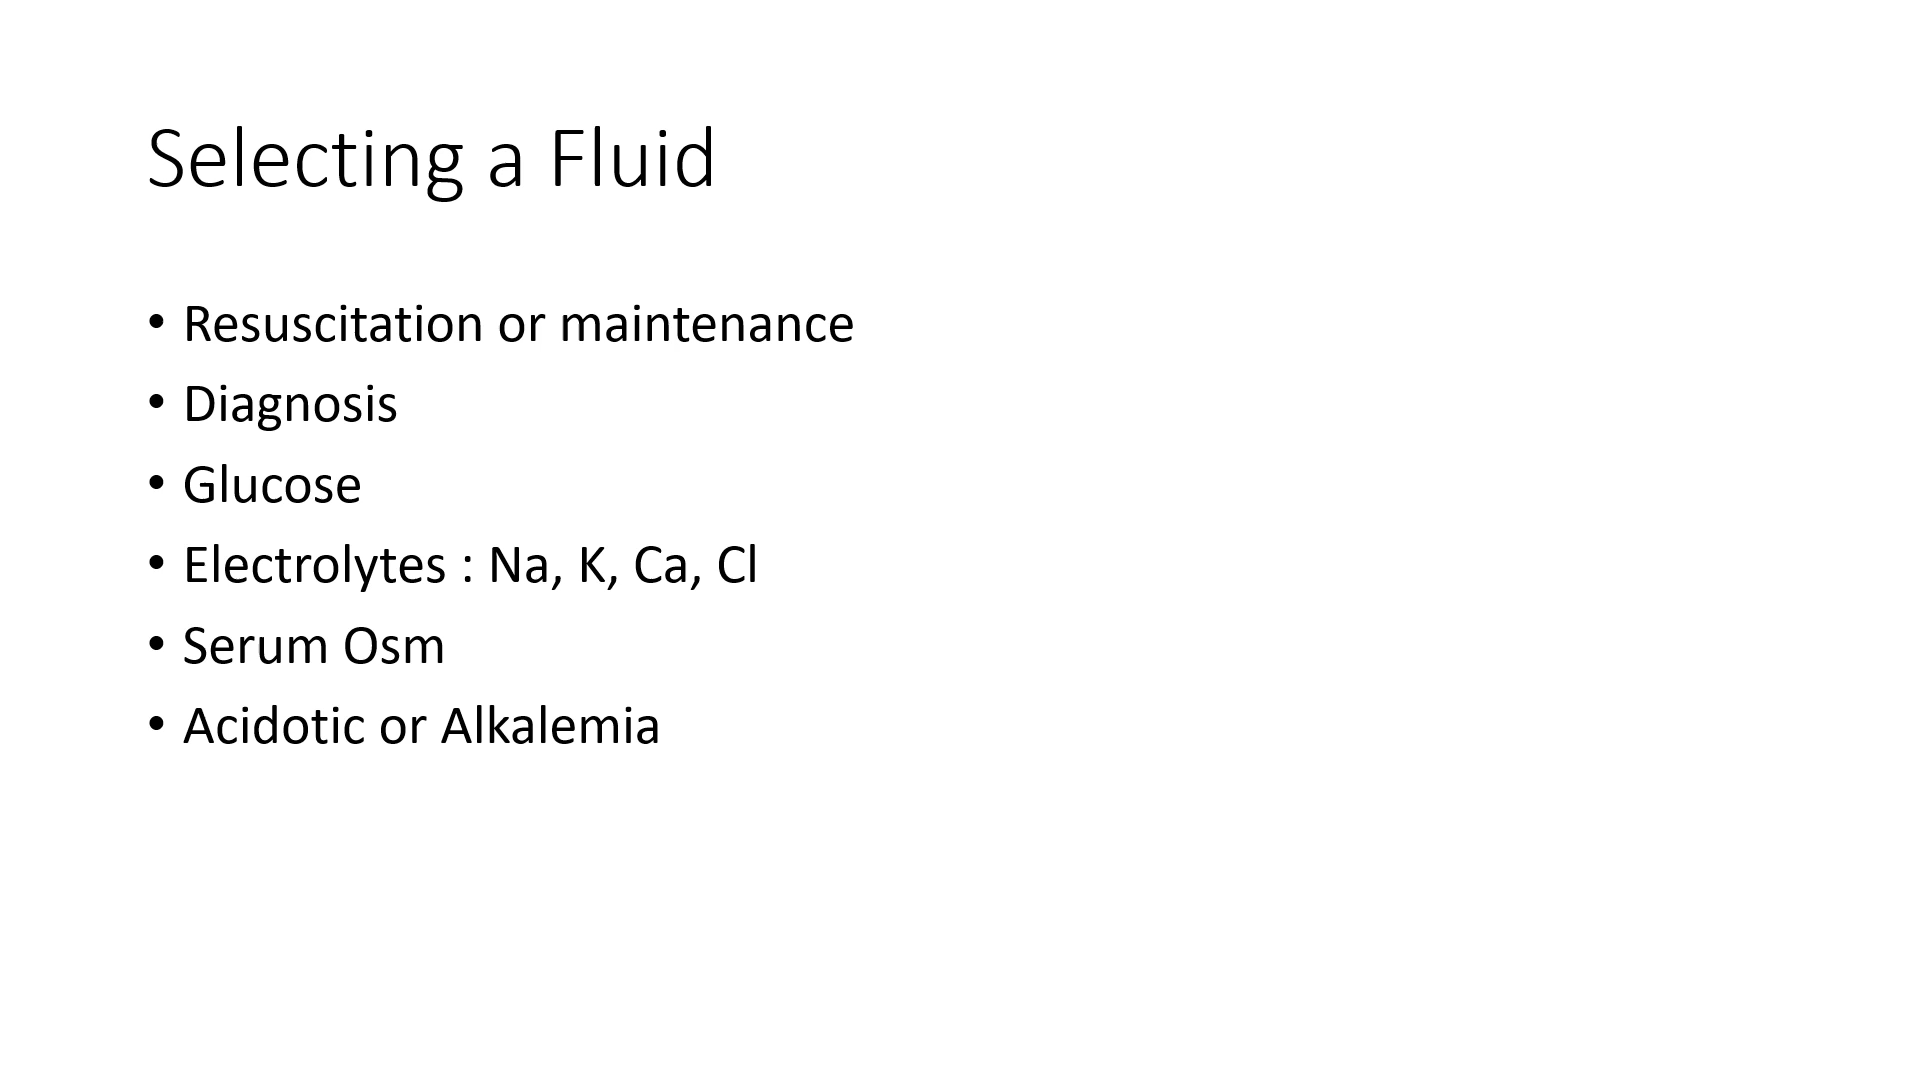 Selecting a Fluid
• Resuscitation or maintenance
• Diagnosis
• Glucose
• Electrolytes : Na, K, Ca, Cl
• Serum Osm
• Acidotic or Alkalemia